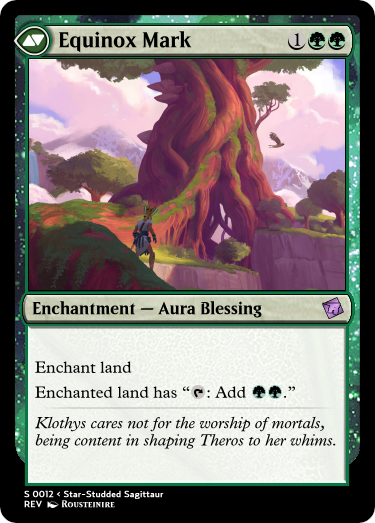 Equinox Mark 1
Enchantment — Aura Blessing
Enchant land
Enchanted land has “: Add .”
Klothys cares not for the worship of mortals,
being content in shaping Theros to her whims.
S 0012 < Star-Studded Sagittaur
REV Rousteinire